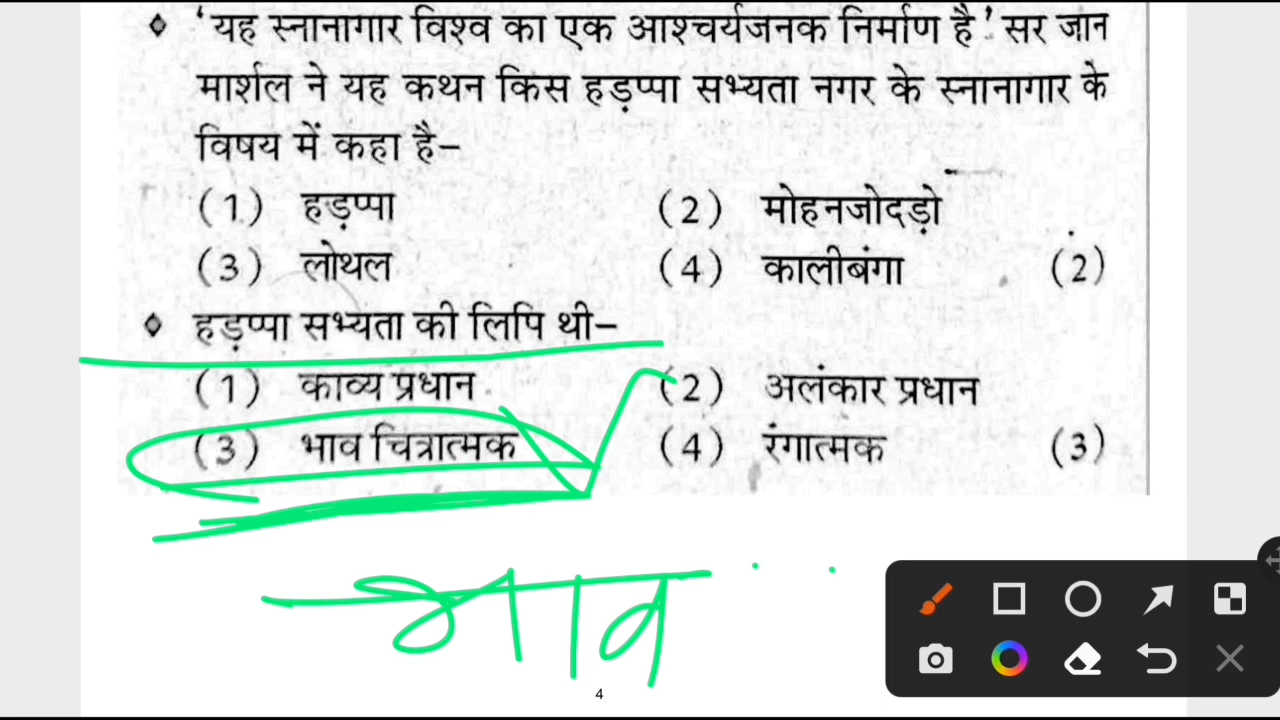 ◊ 'यह स्नानागार विश्व का एक आश्चर्यजनक निर्माण है' सर जान
मार्शल ने यह कथन किस हड़प्पा सभ्यता नगर के स्नानागार के
विषय में कहा है–
(1) हड़प्पा (2) मोहनजोदड़ो
(3) लोथल (4) कालीबंगा (2)
◊ हड़प्पा सभ्यता की लिपि थी–
(1) काव्य प्रधान (2) अलंकार प्रधान
(3) भाव चित्रात्मक (4) रंगात्मक (3)
भाव
4